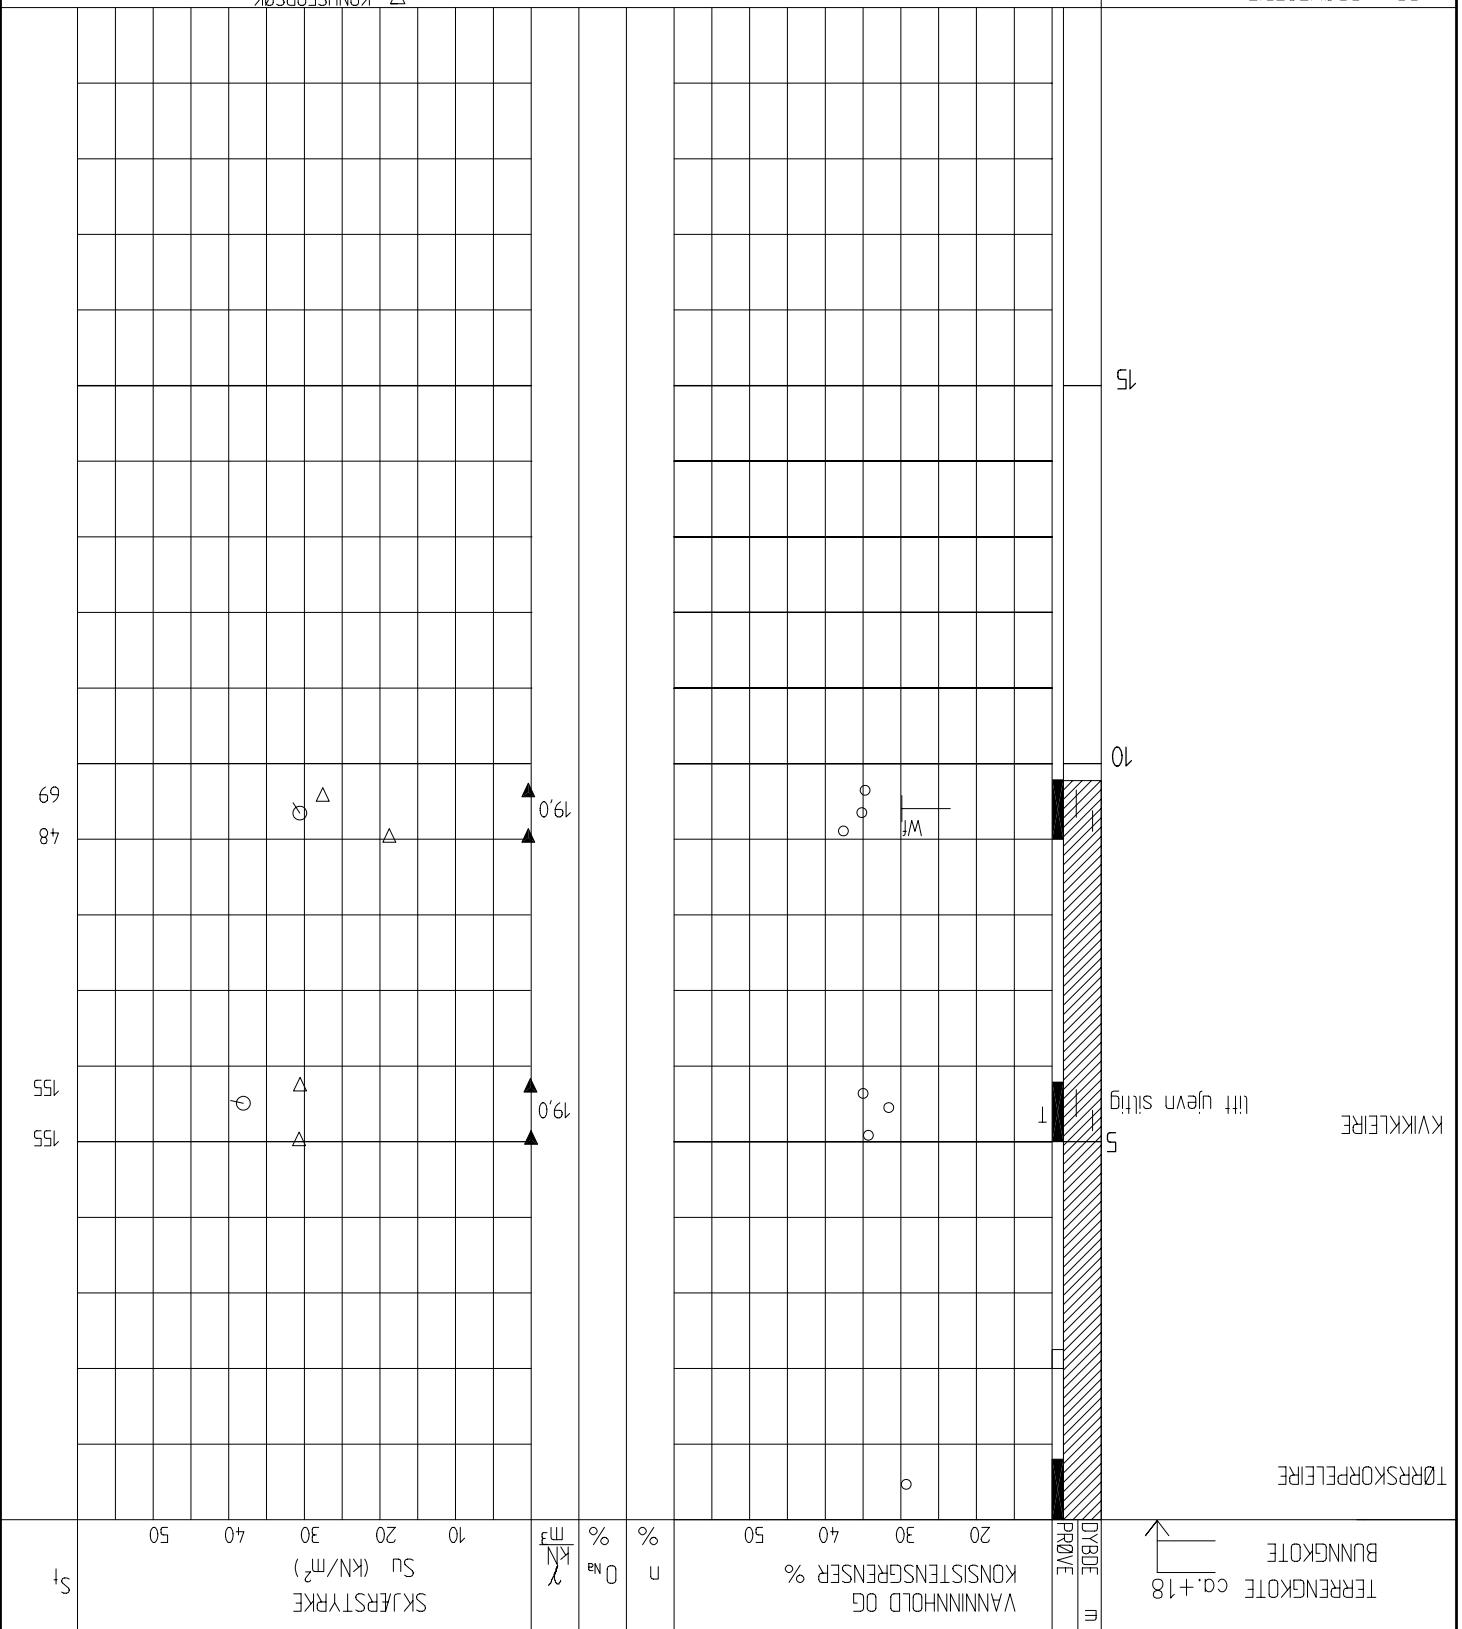 TERRENGKOTE ca.+18
BUNNGKOTE
DYBDE m
PRØVE
VANNINNHOLD OG
KONSISTENSGRENSER %
20 30 40 50
n
%
O Na
%
γ
kN
m³
SKJÆRSTYRKE
Su (kN/m²)
10 20 30 40 50
St
TØRRSKORPELEIRE
KVIKKLEIRE
litt ujevn siltig
5
T
19,0
155
155
Wf
19,0
48
69
10
15